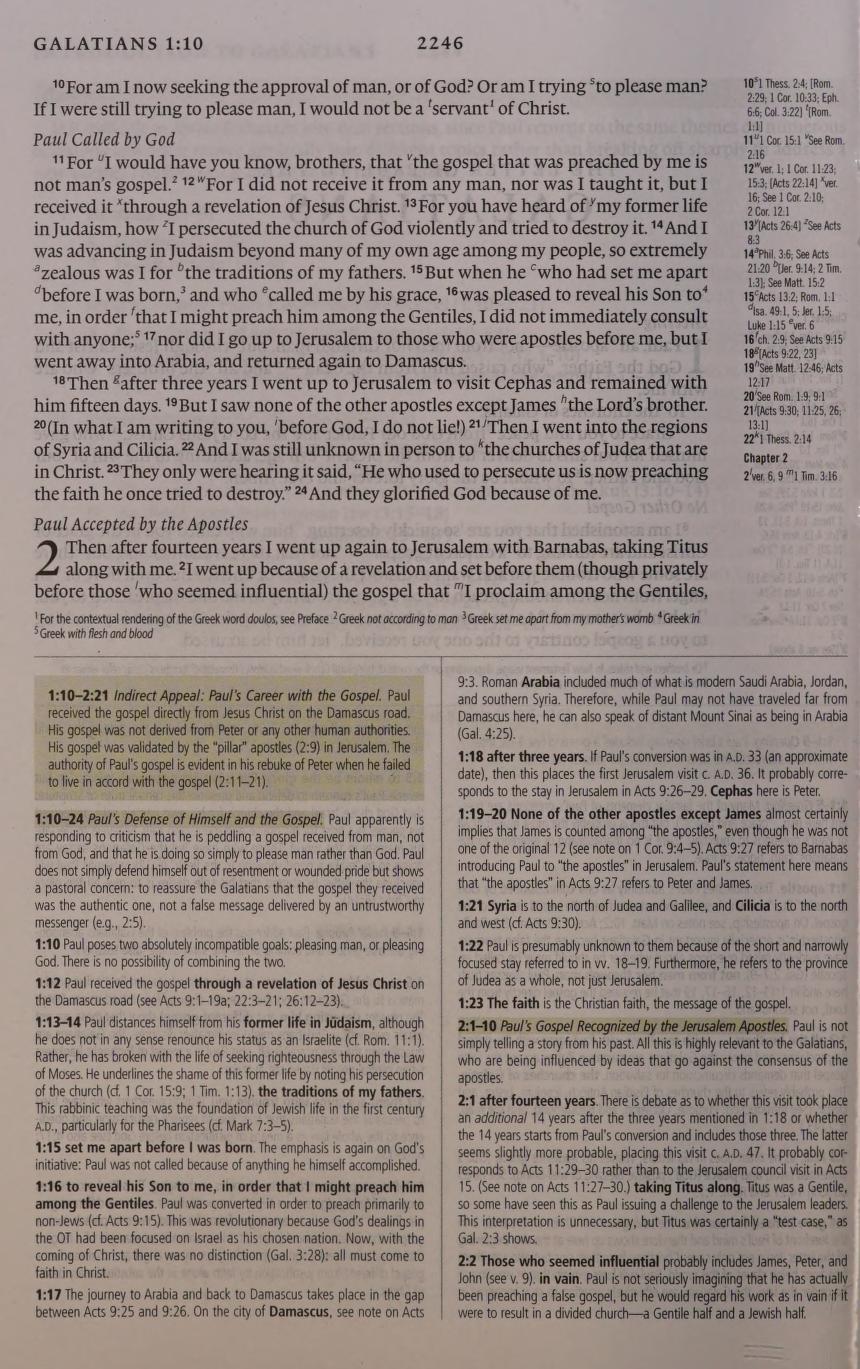 GALATIANS 1:10
2246
¹⁰For am I now seeking the approval of man, or of God? Or am I trying ˢto please man?
If I were still trying to please man, I would not be a ᵗservant¹ of Christ.
Paul Called by God
¹¹For ᵘI would have you know, brothers, that ᵛthe gospel that was preached by me is
not man's gospel.² ¹²ʷFor I did not receive it from any man, nor was I taught it, but I
received it ˣthrough a revelation of Jesus Christ. ¹³For you have heard of ʸmy former life
in Judaism, how ᶻI persecuted the church of God violently and tried to destroy it. ¹⁴And I
was advancing in Judaism beyond many of my own age among my people, so extremely
ᵃzealous was I for ᵇthe traditions of my fathers. ¹⁵But when he ᶜwho had set me apart
ᵈbefore I was born,³ and who ᵉcalled me by his grace, ¹⁶was pleased to reveal his Son to⁴
me, in order ᶠthat I might preach him among the Gentiles, I did not immediately consult
with anyone;⁵ ¹⁷nor did I go up to Jerusalem to those who were apostles before me, but I
went away into Arabia, and returned again to Damascus.
¹⁸Then ᵍafter three years I went up to Jerusalem to visit Cephas and remained with
him fifteen days. ¹⁹But I saw none of the other apostles except James ʰthe Lord's brother.
²⁰(In what I am writing to you, ⁱbefore God, I do not lie!) ²¹ʲThen I went into the regions
of Syria and Cilicia. ²²And I was still unknown in person to ᵏthe churches of Judea that are
in Christ. ²³They only were hearing it said, “He who used to persecute us is now preaching
the faith he once tried to destroy.” ²⁴And they glorified God because of me.
Paul Accepted by the Apostles
2 Then after fourteen years I went up again to Jerusalem with Barnabas, taking Titus
along with me. ²I went up because of a revelation and set before them (though privately
before those ˡwho seemed influential) the gospel that ᵐI proclaim among the Gentiles,
10ˢ1 Thess. 2:4; [Rom.
2:29; 1 Cor. 10:33; Eph.
6:6; Col. 3:22] ᵗ[Rom.
1:1]
11ᵘ1 Cor. 15:1 ᵛSee Rom.
2:16
12ʷver. 1; 1 Cor. 11:23;
15:3; [Acts 22:14] ˣver.
16; See 1 Cor. 2:10;
2 Cor. 12:1
13ʸ[Acts 26:4] ᶻSee Acts
8:3
14ᵃPhil. 3:6; See Acts
21:20 ᵇ[Jer. 9:14; 2 Tim.
1:3]; See Matt. 15:2
15ᶜActs 13:2; Rom. 1:1
ᵈIsa. 49:1, 5; Jer. 1:5;
Luke 1:15 ᵉver. 6
16ᶠch. 2:9; See Acts 9:15
18ᵍ[Acts 9:22, 23]
19ʰSee Matt. 12:46; Acts
12:17
20ⁱSee Rom. 1:9; 9:1
21ʲ[Acts 9:30; 11:25, 26;
13:1]
22ᵏ1 Thess. 2:14
Chapter 2
2ˡver. 6, 9 ᵐ1 Tim. 3:16
¹For the contextual rendering of the Greek word doulos, see Preface ²Greek not according to man ³Greek set me apart from my mother's womb ⁴Greek in
⁵Greek with flesh and blood
1:10–2:21 Indirect Appeal: Paul's Career with the Gospel. Paul
received the gospel directly from Jesus Christ on the Damascus road.
His gospel was not derived from Peter or any other human authorities.
His gospel was validated by the “pillar” apostles (2:9) in Jerusalem. The
authority of Paul's gospel is evident in his rebuke of Peter when he failed
to live in accord with the gospel (2:11–21).
1:10–24 Paul's Defense of Himself and the Gospel. Paul apparently is
responding to criticism that he is peddling a gospel received from man, not
from God, and that he is doing so simply to please man rather than God. Paul
does not simply defend himself out of resentment or wounded pride but shows
a pastoral concern: to reassure the Galatians that the gospel they received
was the authentic one, not a false message delivered by an untrustworthy
messenger (e.g., 2:5).
1:10 Paul poses two absolutely incompatible goals: pleasing man, or pleasing
God. There is no possibility of combining the two.
1:12 Paul received the gospel through a revelation of Jesus Christ on
the Damascus road (see Acts 9:1–19a; 22:3–21; 26:12–23).
1:13–14 Paul distances himself from his former life in Judaism, although
he does not in any sense renounce his status as an Israelite (cf. Rom. 11:1).
Rather, he has broken with the life of seeking righteousness through the Law
of Moses. He underlines the shame of this former life by noting his persecution
of the church (cf. 1 Cor. 15:9; 1 Tim. 1:13). the traditions of my fathers.
This rabbinic teaching was the foundation of Jewish life in the first century
A.D., particularly for the Pharisees (cf. Mark 7:3–5).
1:15 set me apart before I was born. The emphasis is again on God's
initiative: Paul was not called because of anything he himself accomplished.
1:16 to reveal his Son to me, in order that I might preach him
among the Gentiles. Paul was converted in order to preach primarily to
non-Jews (cf. Acts 9:15). This was revolutionary because God's dealings in
the OT had been focused on Israel as his chosen nation. Now, with the
coming of Christ, there was no distinction (Gal. 3:28): all must come to
faith in Christ.
1:17 The journey to Arabia and back to Damascus takes place in the gap
between Acts 9:25 and 9:26. On the city of Damascus, see note on Acts
9:3. Roman Arabia included much of what is modern Saudi Arabia, Jordan,
and southern Syria. Therefore, while Paul may not have traveled far from
Damascus here, he can also speak of distant Mount Sinai as being in Arabia
(Gal. 4:25).
1:18 after three years. If Paul's conversion was in A.D. 33 (an approximate
date), then this places the first Jerusalem visit c. A.D. 36. It probably corre-
sponds to the stay in Jerusalem in Acts 9:26–29. Cephas here is Peter.
1:19–20 None of the other apostles except James almost certainly
implies that James is counted among “the apostles,” even though he was not
one of the original 12 (see note on 1 Cor. 9:4–5). Acts 9:27 refers to Barnabas
introducing Paul to “the apostles” in Jerusalem. Paul's statement here means
that “the apostles” in Acts 9:27 refers to Peter and James.
1:21 Syria is to the north of Judea and Galilee, and Cilicia is to the north
and west (cf. Acts 9:30).
1:22 Paul is presumably unknown to them because of the short and narrowly
focused stay referred to in vv. 18–19. Furthermore, he refers to the province
of Judea as a whole, not just Jerusalem.
1:23 The faith is the Christian faith, the message of the gospel.
2:1–10 Paul's Gospel Recognized by the Jerusalem Apostles. Paul is not
simply telling a story from his past. All this is highly relevant to the Galatians,
who are being influenced by ideas that go against the consensus of the
apostles.
2:1 after fourteen years. There is debate as to whether this visit took place
an additional 14 years after the three years mentioned in 1:18 or whether
the 14 years starts from Paul's conversion and includes those three. The latter
seems slightly more probable, placing this visit c. A.D. 47. It probably cor-
responds to Acts 11:29–30 rather than to the Jerusalem council visit in Acts
15. (See note on Acts 11:27–30.) taking Titus along. Titus was a Gentile,
so some have seen this as Paul issuing a challenge to the Jerusalem leaders.
This interpretation is unnecessary, but Titus was certainly a “test case,” as
Gal. 2:3 shows.
2:2 Those who seemed influential probably includes James, Peter, and
John (see v. 9). in vain. Paul is not seriously imagining that he has actually
been preaching a false gospel, but he would regard his work as in vain if it
were to result in a divided church—a Gentile half and a Jewish half.